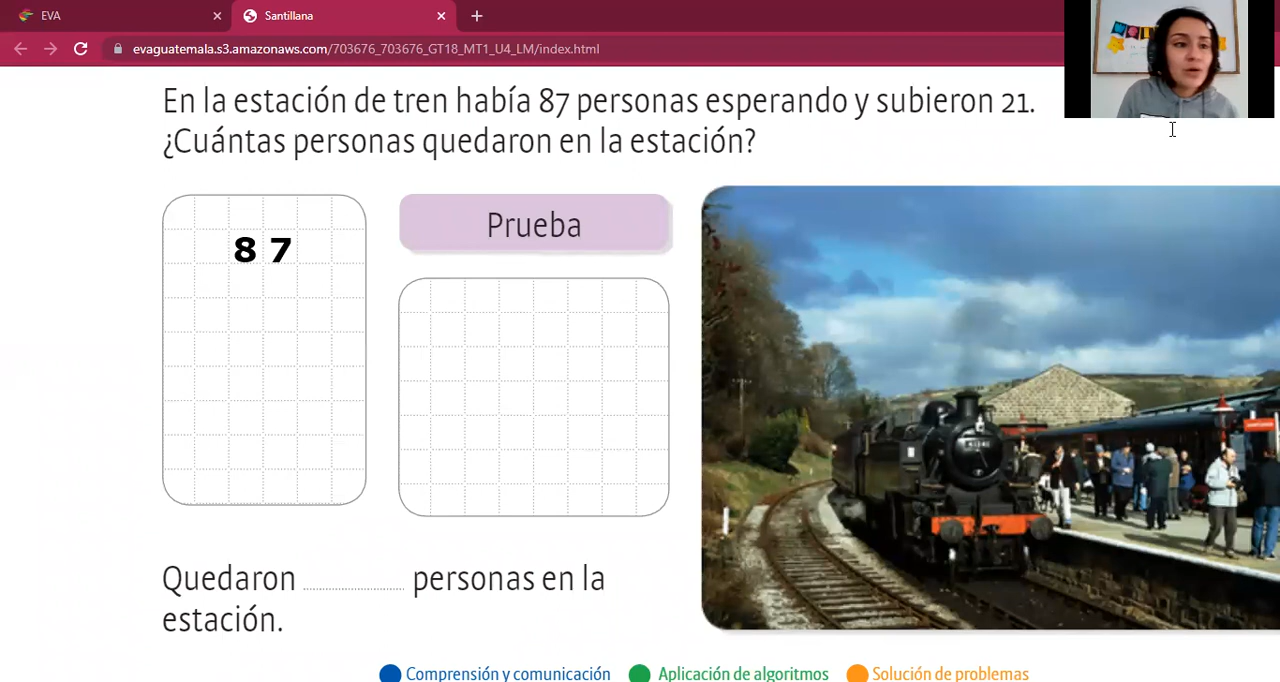 EVA
Santillana
evaguatemala.s3.amazonaws.com/703676_703676_GT18_MT1_U4_LM/index.html
En la estación de tren había 87 personas esperando y subieron 21.
¿Cuántas personas quedaron en la estación?
8 7
Prueba
Quedaron ............... personas en la
estación.
Comprensión y comunicación
Aplicación de algoritmos
Solución de problemas